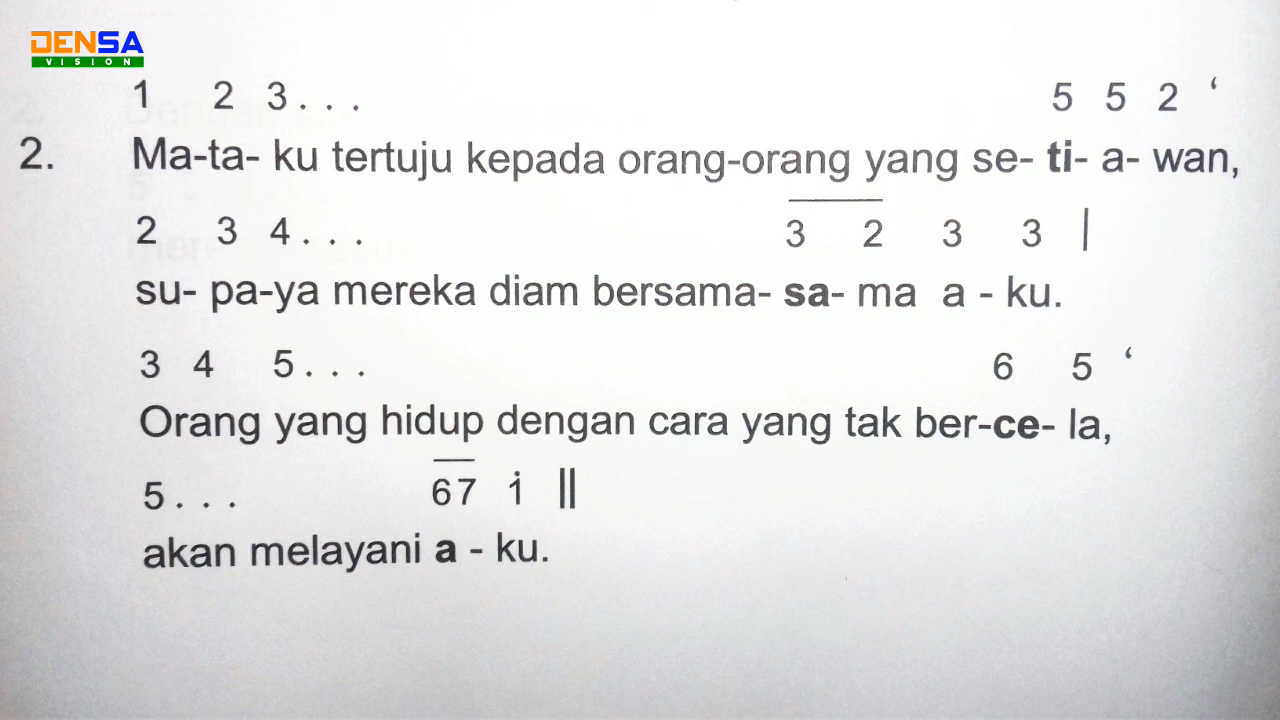 DENSA
VISION
1 2 3 . . . 5 5 2 ‘
2. Ma-ta- ku tertuju kepada orang-orang yang se- ti- a- wan,
2 3 4 . . . 3 2 3 3 |
su- pa-ya mereka diam bersama- sa- ma a - ku.
3 4 5 . . . 6 5 ‘
Orang yang hidup dengan cara yang tak ber-ce- la,
5 . . . 67 i ||
akan melayani a - ku.